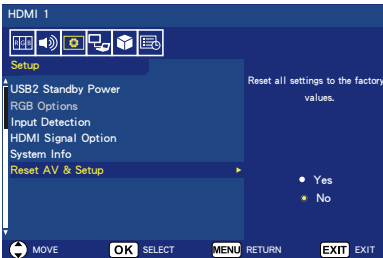 HDMI 1
RGB
Setup
USB2 Standby Power
RGB Options
Input Detection
HDMI Signal Option
System Info
Reset AV & Setup
Reset all settings to the factory
values.
Yes
No
MOVE OK SELECT MENU RETURN EXIT EXIT